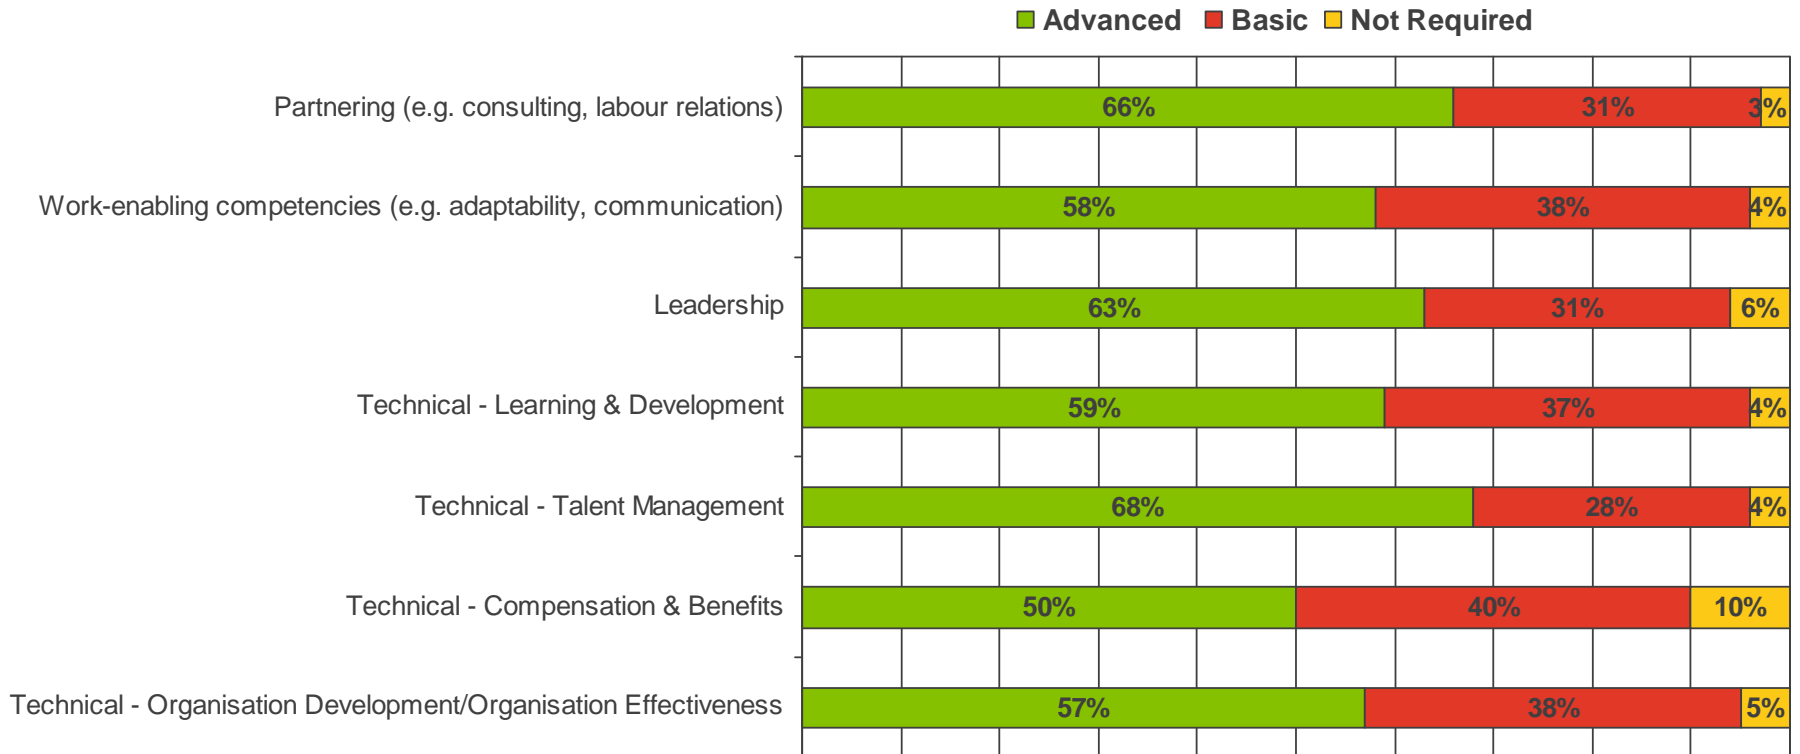 Advanced Basic Not Required
Partnering (e.g. consulting, labour relations) 66% 31% 3%
Work-enabling competencies (e.g. adaptability, communication) 58% 38% 4%
Leadership 63% 31% 6%
Technical - Learning & Development 59% 37% 4%
Technical - Talent Management 68% 28% 4%
Technical - Compensation & Benefits 50% 40% 10%
Technical - Organisation Development/Organisation Effectiveness 57% 38% 5%